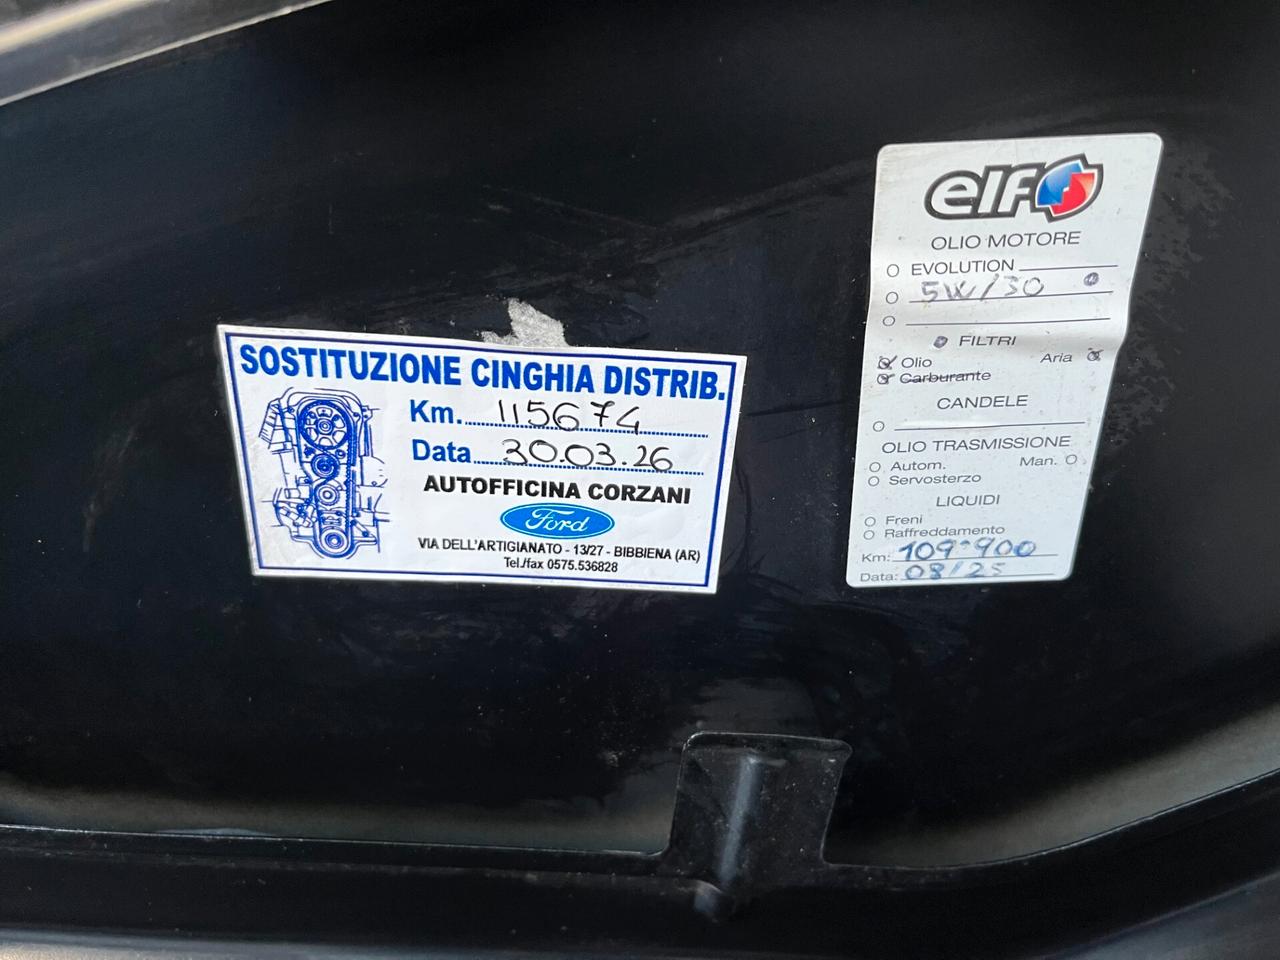 SOSTITUZIONE CINGHIA DISTRIB.
Km. 115674
Data 30.03.26
AUTOFFICINA CORZANI
Ford
VIA DELL'ARTIGIANATO - 13/27 - BIBBIENA (AR)
Tel./fax 0575.536828
elf
OLIO MOTORE
EVOLUTION
5W/30
FILTRI
Olio Aria
Carburante
CANDELE
OLIO TRASMISSIONE
Autom. Man.
Servosterzo
LIQUIDI
Freni
Raffreddamento
Km: 109.900
Data: 08/25